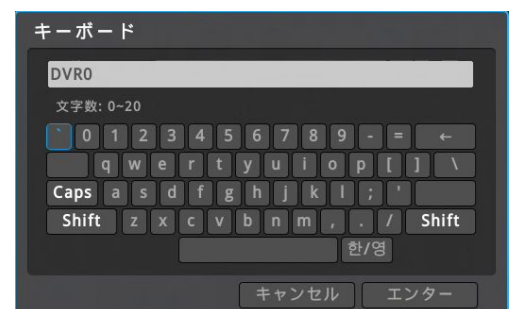 キーボード
DVR0
文字数: 0~20
` 0 1 2 3 4 5 6 7 8 9 - = ←
q w e r t y u i o p [ ] \
Caps a s d f g h j k l ; '
Shift z x c v b n m , . / Shift
한/영
キャンセル エンター